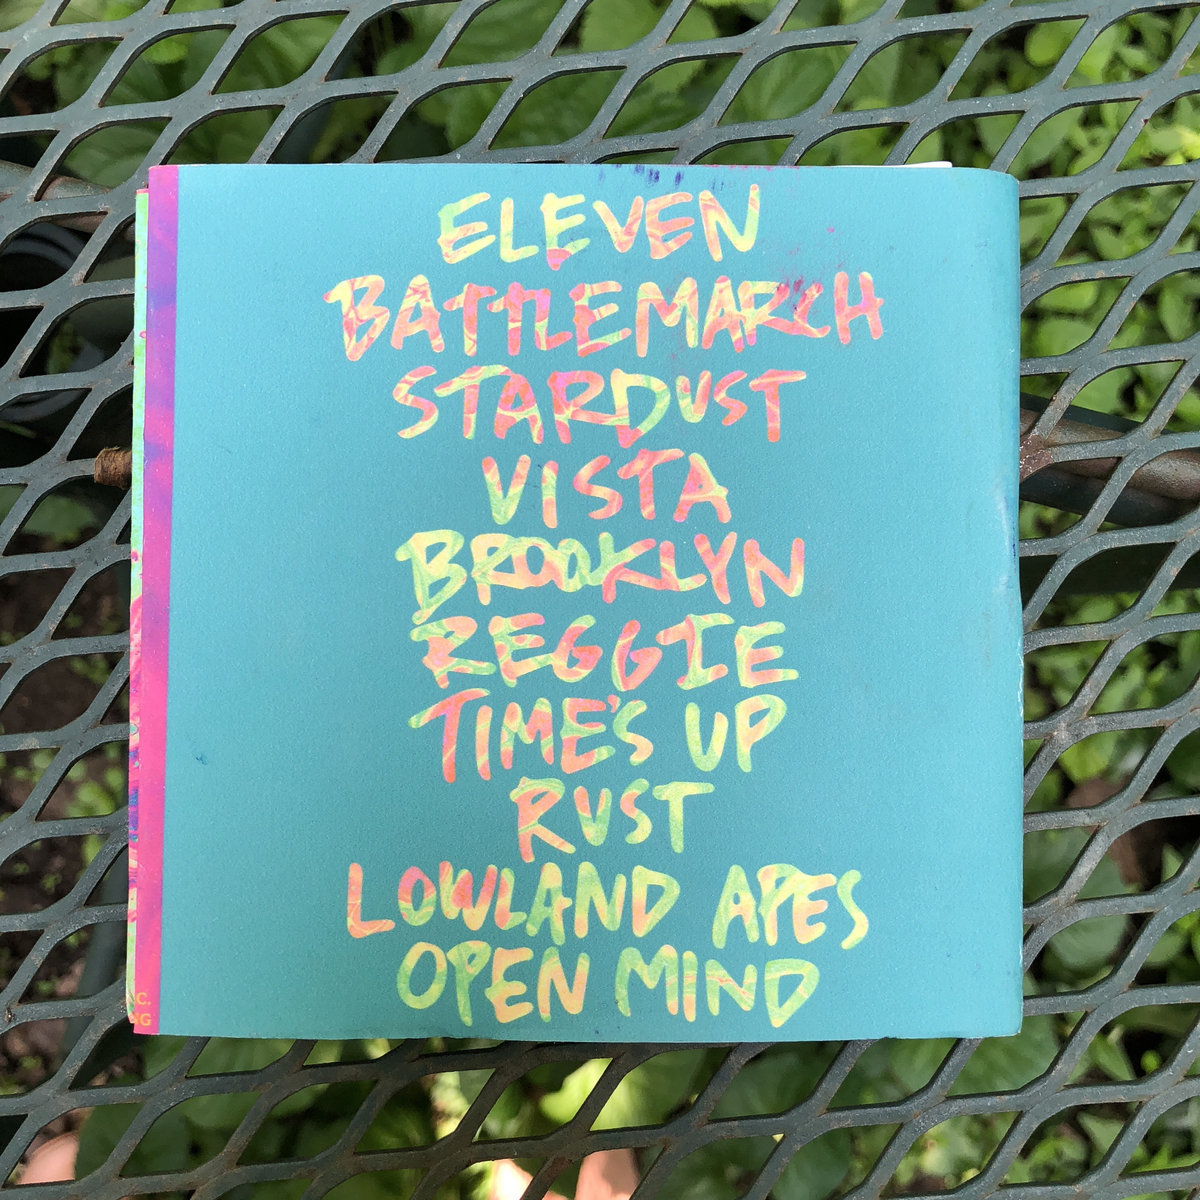 ELEVEN
BATTLEMARCH
STARDUST
VISTA
BROOKLYN
REGGIE
TIME'S UP
RUST
LOWLAND APES
OPEN MIND
C.